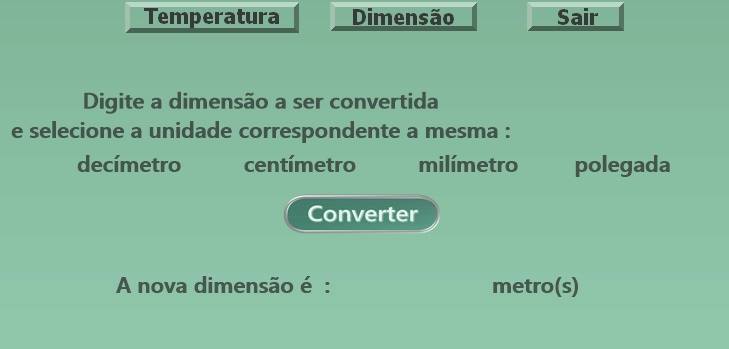 Temperatura Dimensão Sair
Digite a dimensão a ser convertida
e selecione a unidade correspondente a mesma :
decímetro centímetro milímetro polegada
Converter
A nova dimensão é : metro(s)